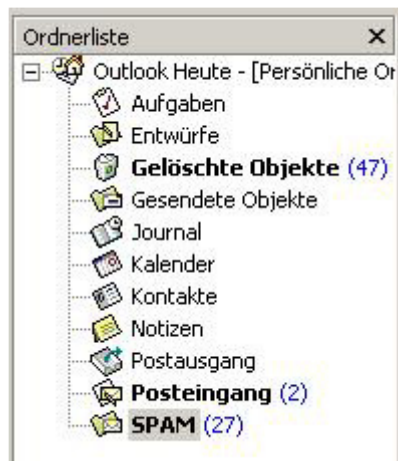 Ordnerliste
Outlook Heute - [Persönliche Or
Aufgaben
Entwürfe
Gelöschte Objekte (47)
Gesendete Objekte
Journal
Kalender
Kontakte
Notizen
Postausgang
Posteingang (2)
SPAM (27)